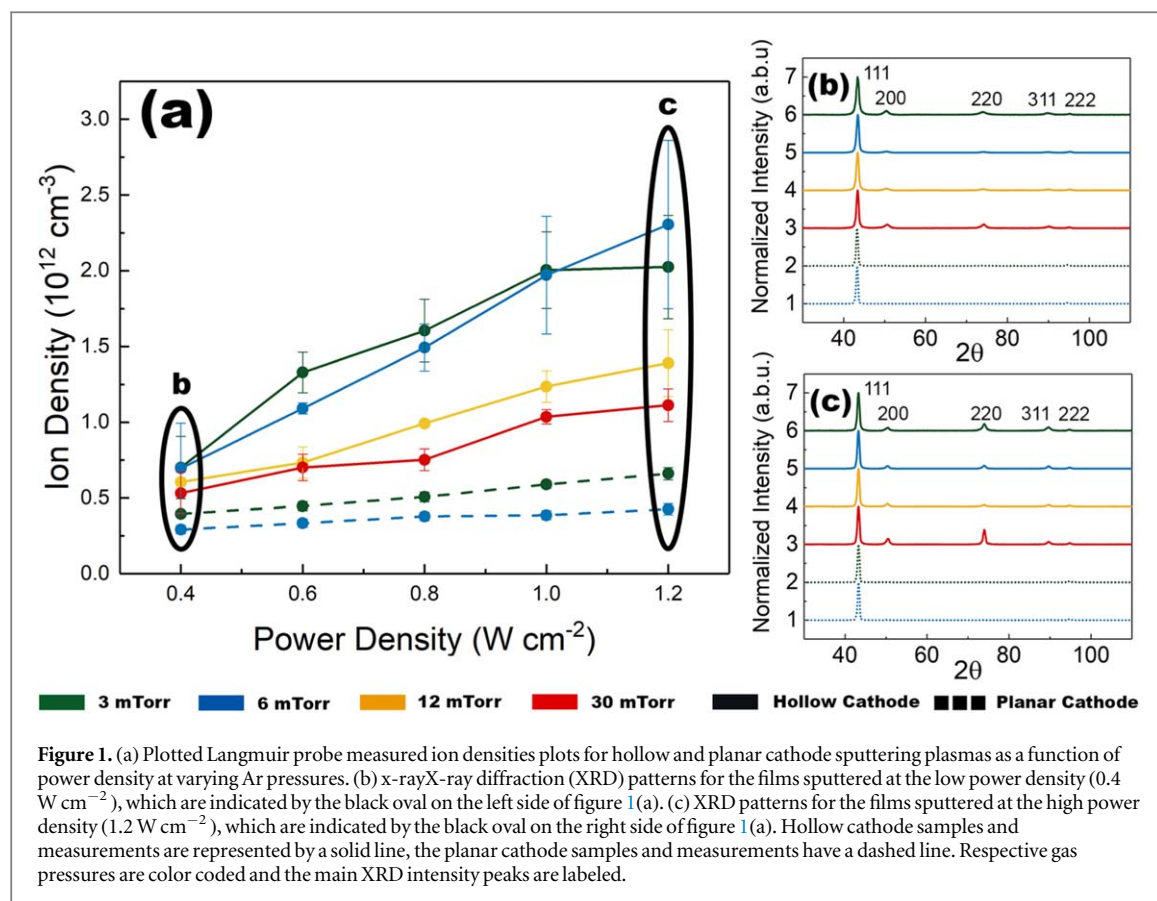 (a)
3.0
2.5
2.0
1.5
1.0
0.5
0.0
Ion Density (10¹² cm⁻³)
b
c
0.4 0.6 0.8 1.0 1.2
Power Density (W cm⁻²)
(b)
111
200 220 311 222
7
6
5
4
3
2
1
Normalized Intensity (a.b.u)
40 60 80 100
2θ
(c)
111
200 220 311 222
7
6
5
4
3
2
1
Normalized Intensity (a.b.u.)
40 60 80 100
2θ
3 mTorr 6 mTorr 12 mTorr 30 mTorr Hollow Cathode Planar Cathode
Figure 1. (a) Plotted Langmuir probe measured ion densities plots for hollow and planar cathode sputtering plasmas as a function of
power density at varying Ar pressures. (b) x-rayX-ray diffraction (XRD) patterns for the films sputtered at the low power density (0.4
W cm⁻² ), which are indicated by the black oval on the left side of figure 1(a). (c) XRD patterns for the films sputtered at the high power
density (1.2 W cm⁻² ), which are indicated by the black oval on the right side of figure 1(a). Hollow cathode samples and
measurements are represented by a solid line, the planar cathode samples and measurements have a dashed line. Respective gas
pressures are color coded and the main XRD intensity peaks are labeled.